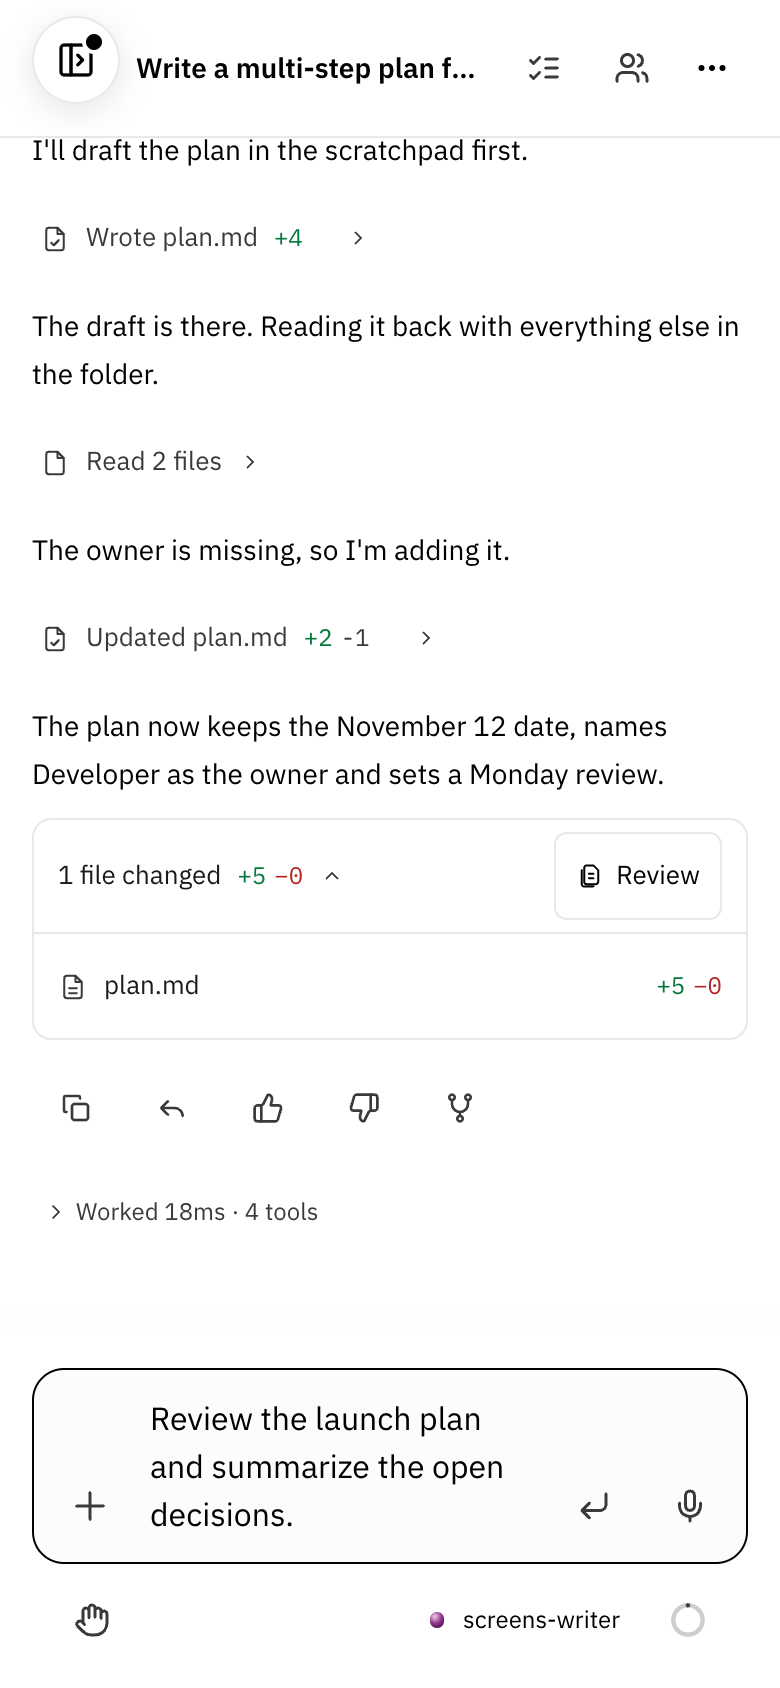 Write a multi-step plan f...
I'll draft the plan in the scratchpad first.
Wrote plan.md +4
The draft is there. Reading it back with everything else in
the folder.
Read 2 files
The owner is missing, so I'm adding it.
Updated plan.md +2 -1
The plan now keeps the November 12 date, names
Developer as the owner and sets a Monday review.
1 file changed +5 −0 Review
plan.md +5 −0
Worked 18ms · 4 tools
Review the launch plan
and summarize the open
decisions.
screens-writer